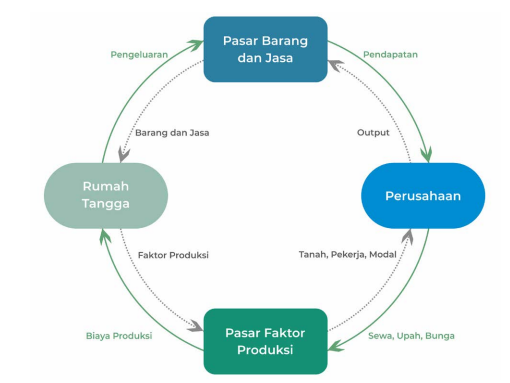 Pasar Barang
dan Jasa
Pengeluaran
Pendapatan
Barang dan Jasa
Output
Rumah
Tangga
Perusahaan
Faktor Produksi
Tanah, Pekerja, Modal
Biaya Produksi
Pasar Faktor
Produksi
Sewa, Upah, Bunga